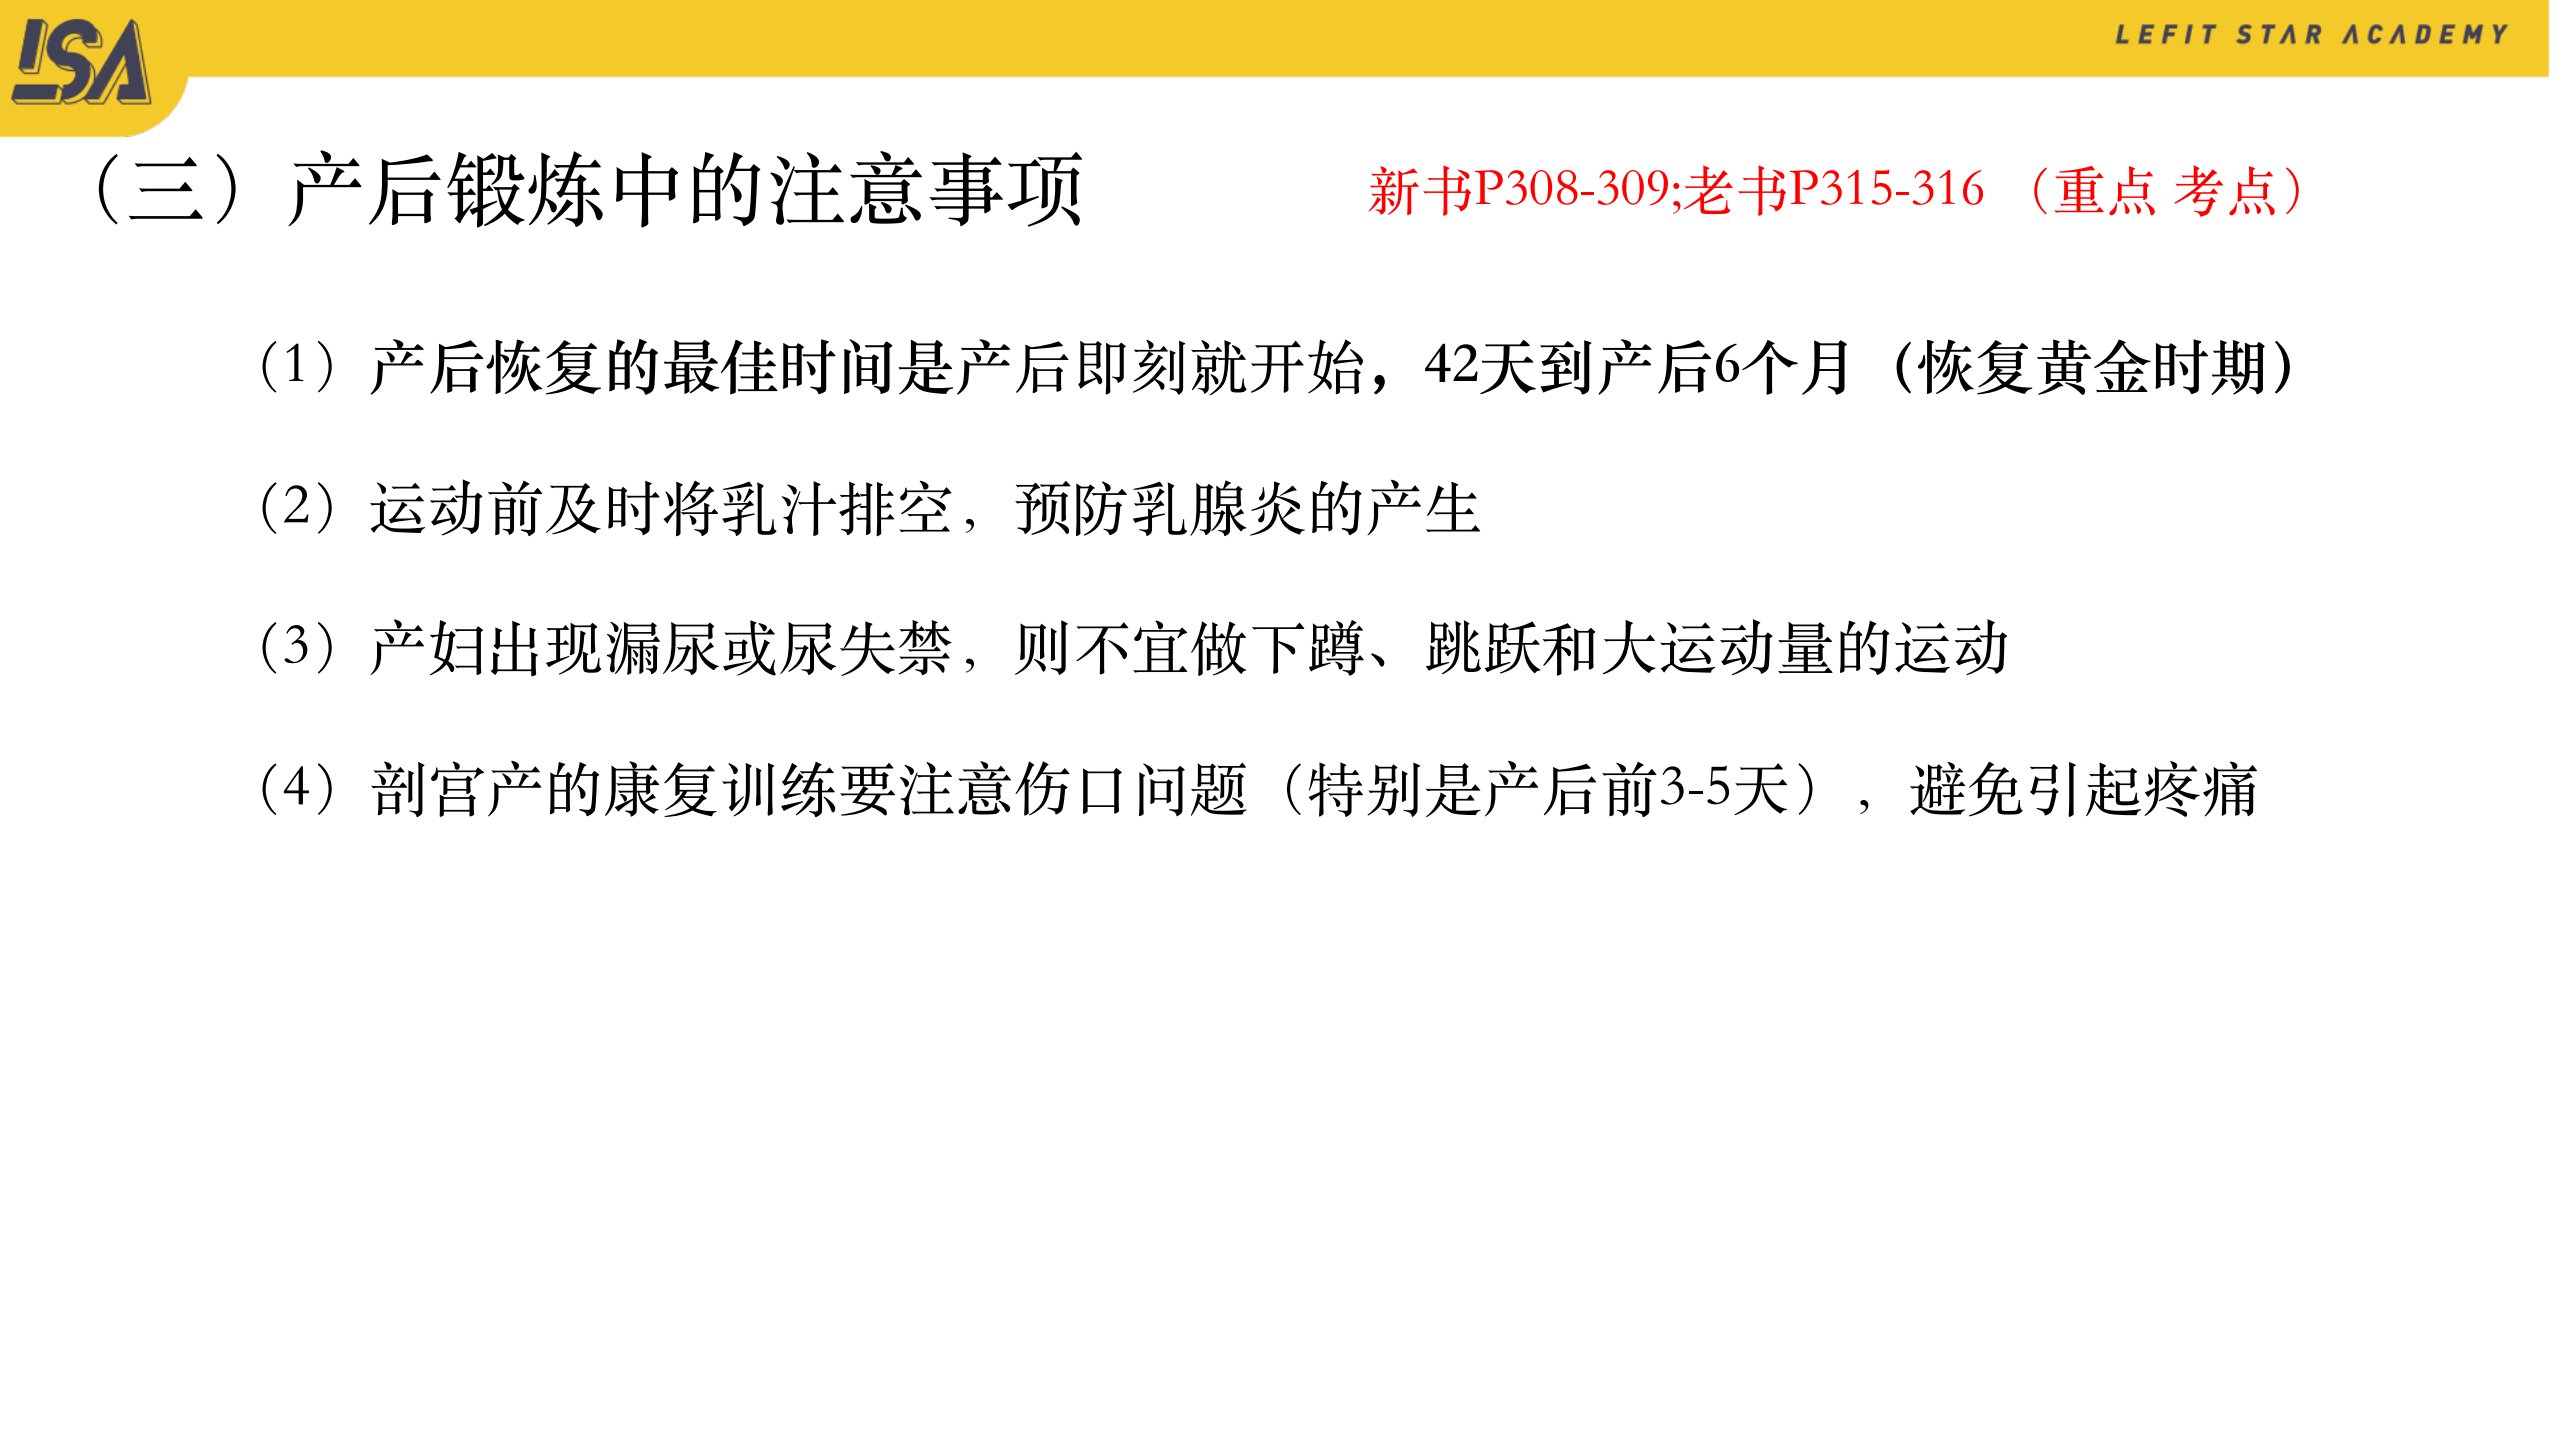 LSA
LEFIT STAR ACADEMY
（三）产后锻炼中的注意事项
新书P308-309;老书P315-316 （重点 考点）
（1）产后恢复的最佳时间是产后即刻就开始，42天到产后6个月（恢复黄金时期）
（2）运动前及时将乳汁排空，预防乳腺炎的产生
（3）产妇出现漏尿或尿失禁，则不宜做下蹲、跳跃和大运动量的运动
（4）剖宫产的康复训练要注意伤口问题（特别是产后前3-5天），避免引起疼痛